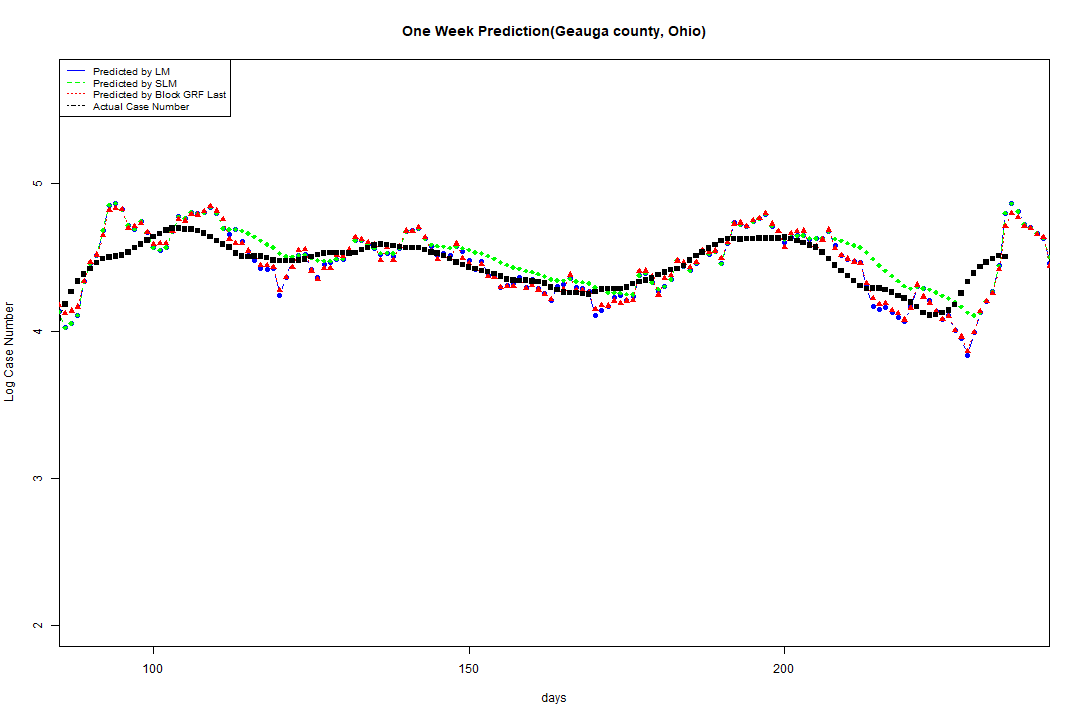 One Week Prediction(Geauga county, Ohio)
Predicted by LM
Predicted by SLM
Predicted by Block GRF Last
Actual Case Number
5
4
3
2
Log Case Number
100
150
200
days